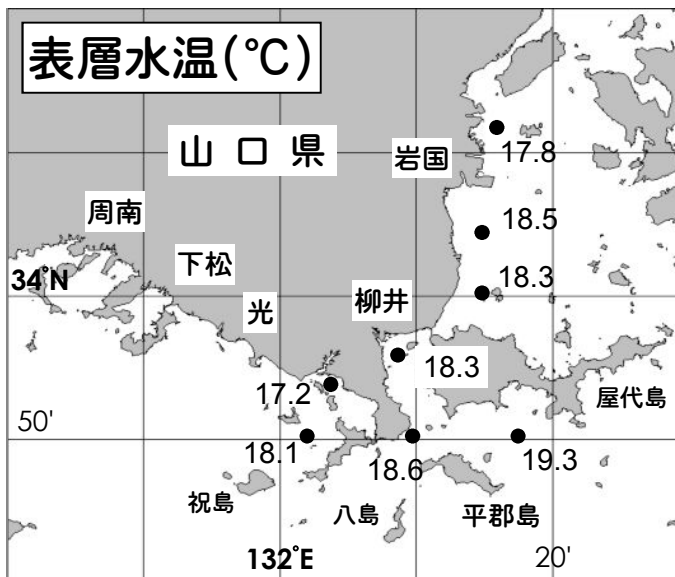 表層水温(℃)
山口県
岩国
17.8
周南
18.5
下松
34°N
18.3
柳井
光
18.3
17.2
屋代島
50'
18.1
18.6
19.3
祝島
八島
平郡島
132°E
20'